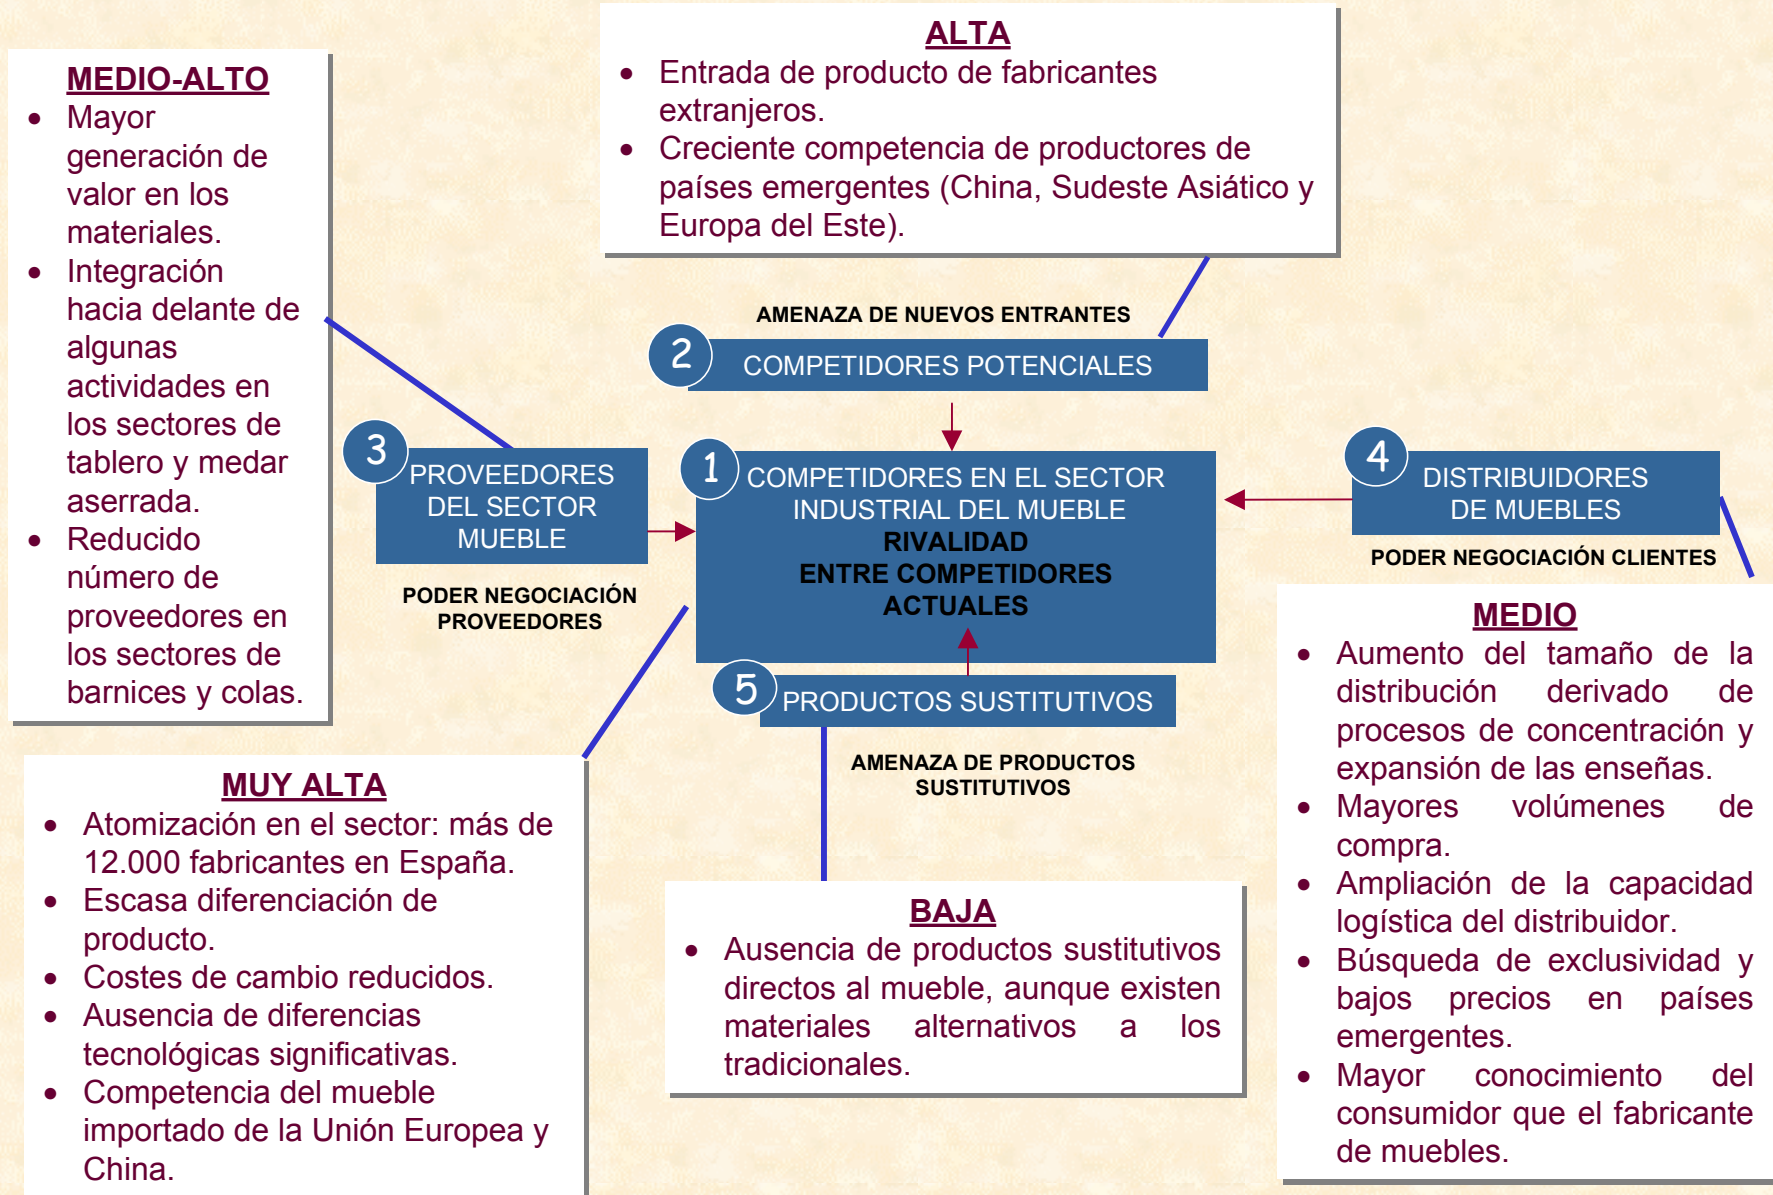 ALTA
• Entrada de producto de fabricantes
extranjeros.
• Creciente competencia de productores de
países emergentes (China, Sudeste Asiático y
Europa del Este).
MEDIO-ALTO
• Mayor
generación de
valor en los
materiales.
• Integración
hacia delante de
algunas
actividades en
los sectores de
tablero y medar
aserrada.
• Reducido
número de
proveedores en
los sectores de
barnices y colas.
AMENAZA DE NUEVOS ENTRANTES
2
COMPETIDORES POTENCIALES
3
PROVEEDORES
DEL SECTOR
MUEBLE
PODER NEGOCIACIÓN
PROVEEDORES
1
COMPETIDORES EN EL SECTOR
INDUSTRIAL DEL MUEBLE
RIVALIDAD
ENTRE COMPETIDORES
ACTUALES
4
DISTRIBUIDORES
DE MUEBLES
PODER NEGOCIACIÓN CLIENTES
5
PRODUCTOS SUSTITUTIVOS
AMENAZA DE PRODUCTOS
SUSTITUTIVOS
MUY ALTA
• Atomización en el sector: más de
12.000 fabricantes en España.
• Escasa diferenciación de
producto.
• Costes de cambio reducidos.
• Ausencia de diferencias
tecnológicas significativas.
• Competencia del mueble
importado de la Unión Europea y
China.
BAJA
• Ausencia de productos sustitutivos
directos al mueble, aunque existen
materiales alternativos a los
tradicionales.
MEDIO
• Aumento del tamaño de la
distribución derivado de
procesos de concentración y
expansión de las enseñas.
• Mayores volúmenes de
compra.
• Ampliación de la capacidad
logística del distribuidor.
• Búsqueda de exclusividad y
bajos precios en países
emergentes.
• Mayor conocimiento del
consumidor que el fabricante
de muebles.